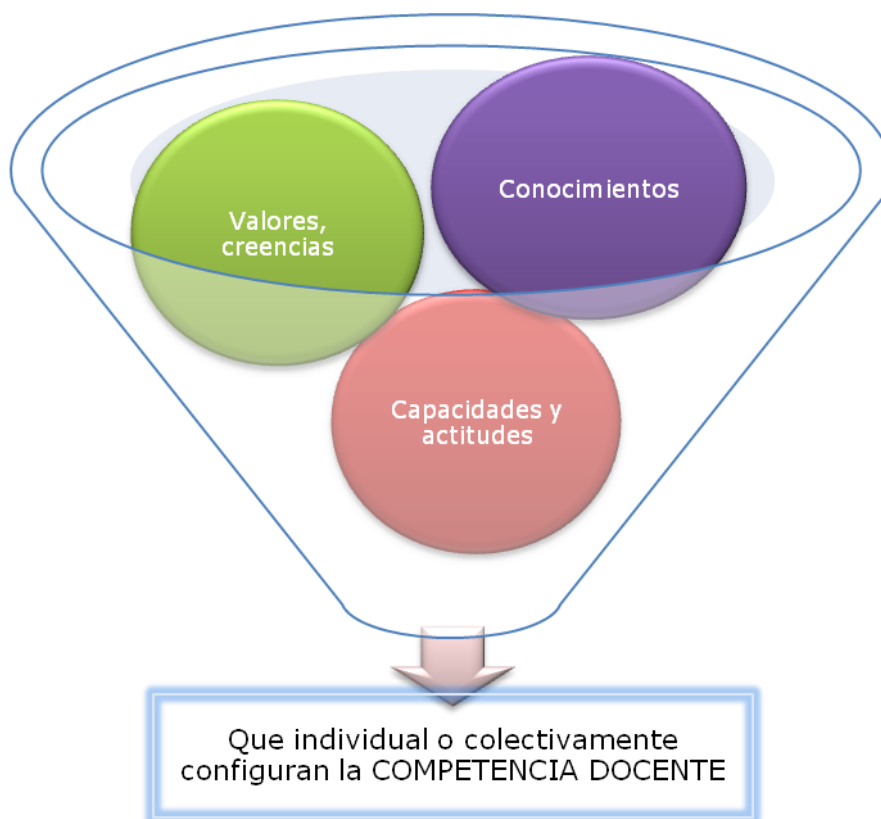 Valores,
creencias
Conocimientos
Capacidades y
actitudes
Que individual o colectivamente
configuran la COMPETENCIA DOCENTE